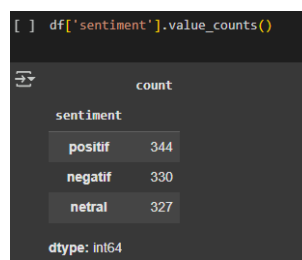 [ ] df['sentiment'].value_counts()
count
sentiment
positif 344
negatif 330
netral 327
dtype: int64